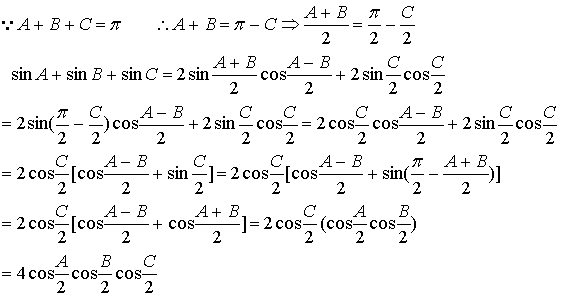 ∵ A + B + C = π  ∴ A + B = π − C ⇒ (A + B)/2 = π/2 − C/2
sin A + sin B + sin C = 2 sin (A + B)/2 cos (A − B)/2 + 2 sin C/2 cos C/2
= 2 sin(π/2 − C/2) cos (A − B)/2 + 2 sin C/2 cos C/2 = 2 cos C/2 cos (A − B)/2 + 2 sin C/2 cos C/2
= 2 cos C/2 [cos (A − B)/2 + sin C/2] = 2 cos C/2 [cos (A − B)/2 + sin(π/2 − (A + B)/2)]
= 2 cos C/2 [cos (A − B)/2 + cos (A + B)/2] = 2 cos C/2 (cos A/2 cos B/2)
= 4 cos A/2 cos B/2 cos C/2